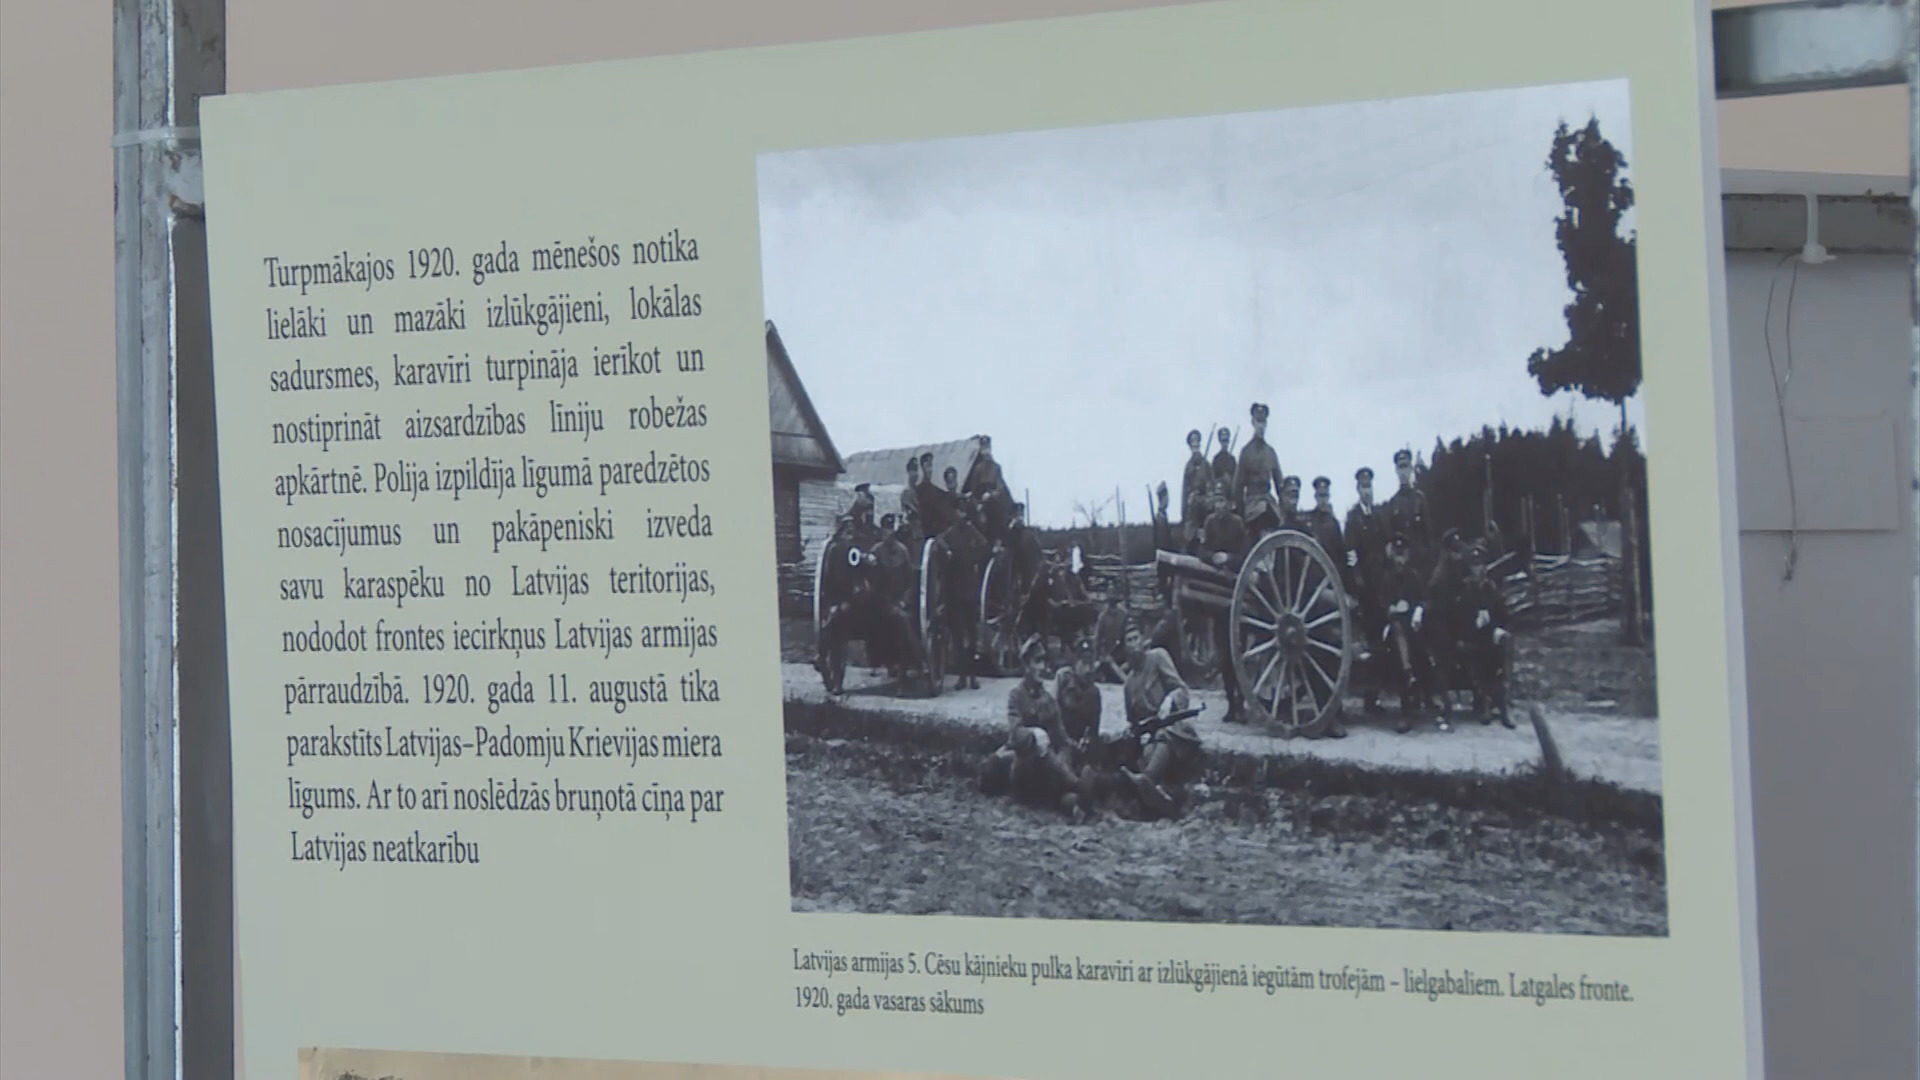 Turpmākajos 1920. gada mēnešos notika
lielāki un mazāki izlūkgājieni, lokālas
sadursmes, karavīri turpināja ierīkot un
nostiprināt aizsardzības līniju robežas
apkārtnē. Polija izpildīja līgumā paredzētos
nosacījumus un pakāpeniski izveda
savu karaspēku no Latvijas teritorijas,
nododot frontes iecirkņus Latvijas armijas
pārraudzībā. 1920. gada 11. augustā tika
parakstīts Latvijas–Padomju Krievijas miera
līgums. Ar to arī noslēdzās bruņotā cīņa par
Latvijas neatkarību
Latvijas armijas 5. Cēsu kājnieku pulka karavīri ar izlūkgājienā iegūtām trofejām – lielgabaliem. Latgales fronte.
1920. gada vasaras sākums